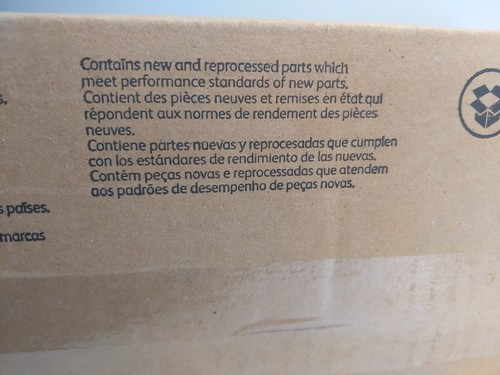 Contains new and reprocessed parts which
meet performance standards of new parts.
Contient des pièces neuves et remises en état qui
répondent aux normes de rendement des pièces
neuves.
Contiene partes nuevas y reprocesadas que cumplen
con los estándares de rendimiento de las nuevas.
Contém peças novas e reprocessadas que atendem
aos padrões de desempenho de peças novas.
s.
s países.
marcas